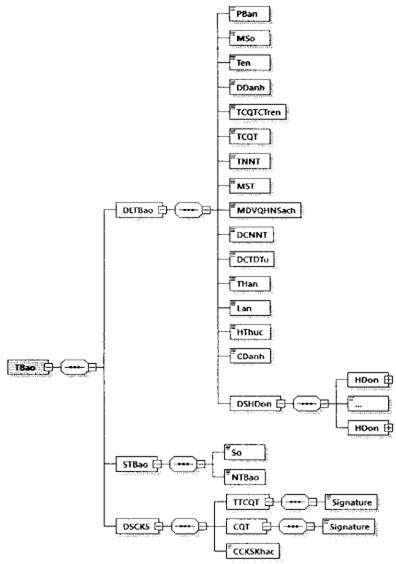 PBan
MSo
Ten
DDanh
TCQTCTren
TCQT
TNNT
MST
DLTBao
MDVQHNSach
DCNNT
DCTDTu
THan
Lan
HThuc
CDanh
TBao
HDon
DSHDon
...
HDon
So
STBao
NTBao
TTCQT
Signature
DSCKS
CQT
Signature
CCKSKhac